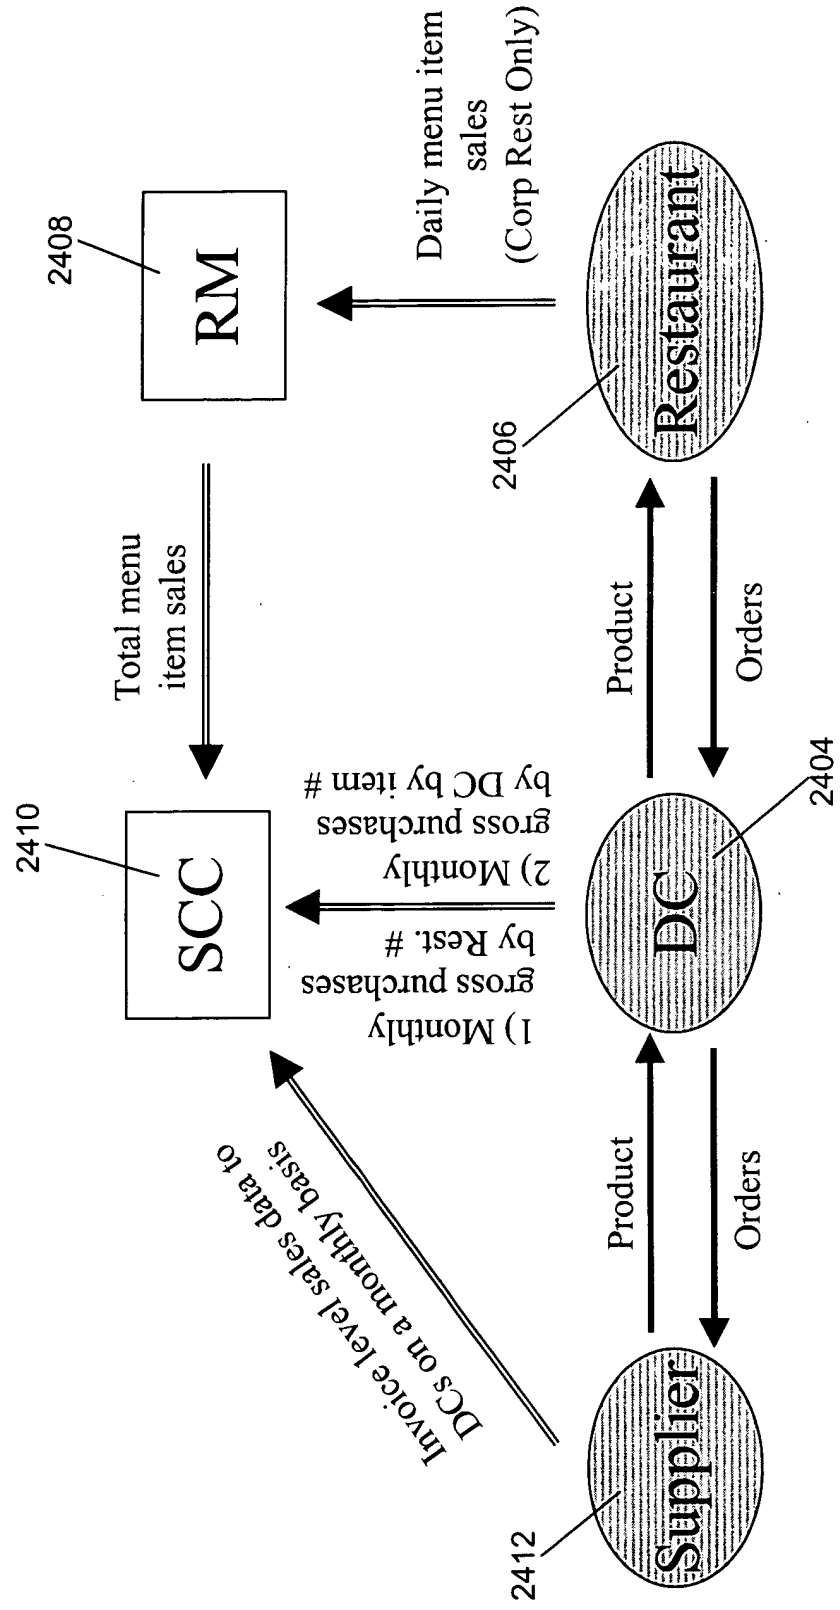 2410
SCC
Total menu
item sales
2408
RM
Invoice level sales data to
DCs on a monthly basis
1) Monthly
gross purchases
by Rest. #
2) Monthly
gross purchases
by DC by item #
Daily menu item
sales
(Corp Rest Only)
2412
Supplier
Product
Orders
DC
2404
Product
Orders
2406
Restaurant